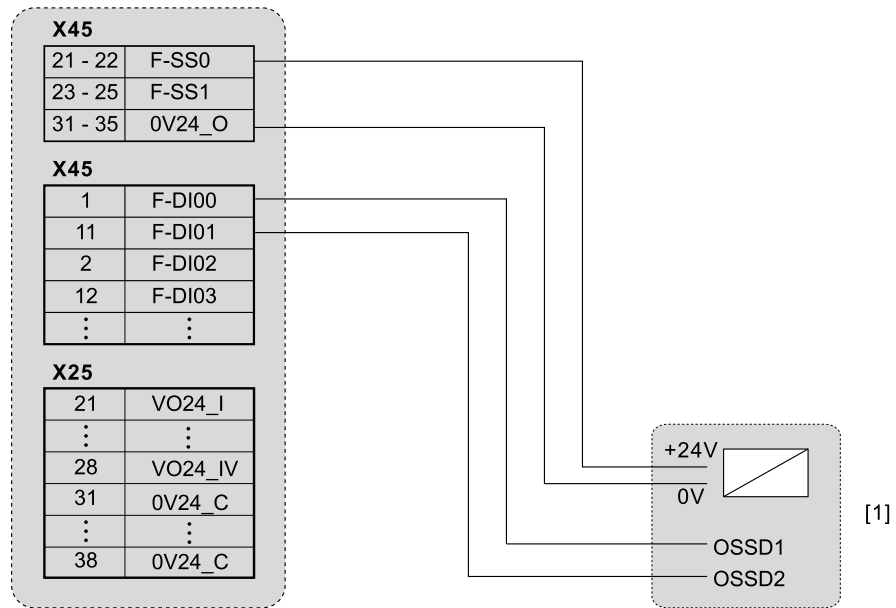 X45
21 - 22 F-SS0
23 - 25 F-SS1
31 - 35 0V24_O
X45
1 F-DI00
11 F-DI01
2 F-DI02
12 F-DI03
⋮ ⋮
X25
21 VO24_I
⋮ ⋮
28 VO24_IV
31 0V24_C
⋮ ⋮
38 0V24_C
+24V
0V
OSSD1
OSSD2
[1]